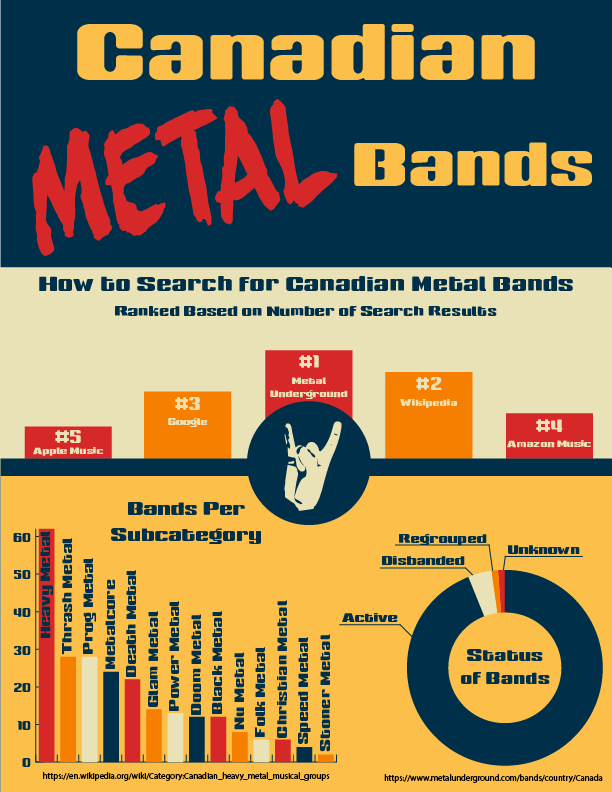 Canadian
METAL
Bands
How to Search for Canadian Metal Bands
Ranked Based on Number of Search Results
#1
Metal
Underground
#2
Wikipedia
#3
Google
#4
Amazon Music
#5
Apple Music
Bands Per
Subcategory
60
50
40
30
20
10
0
Heavy Metal
Thrash Metal
Prog Metal
Metalcore
Death Metal
Glam Metal
Power Metal
Doom Metal
Black Metal
Nu Metal
Folk Metal
Christian Metal
Speed Metal
Stoner Metal
https://en.wikipedia.org/wiki/Category:Canadian_heavy_metal_musical_groups
Regrouped
Unknown
Disbanded
Active
Status
of Bands
https://www.metalunderground.com/bands/country/Canada